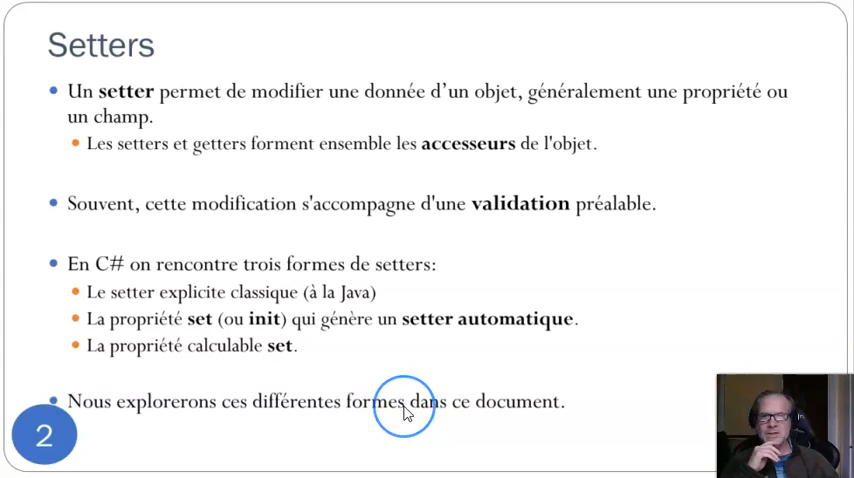 Setters
Un setter permet de modifier une donnée d’un objet, généralement une propriété ou
un champ.
Les setters et getters forment ensemble les accesseurs de l'objet.
Souvent, cette modification s'accompagne d'une validation préalable.
En C# on rencontre trois formes de setters:
Le setter explicite classique (à la Java)
La propriété set (ou init) qui génère un setter automatique.
La propriété calculable set.
Nous explorerons ces différentes formes dans ce document.
2